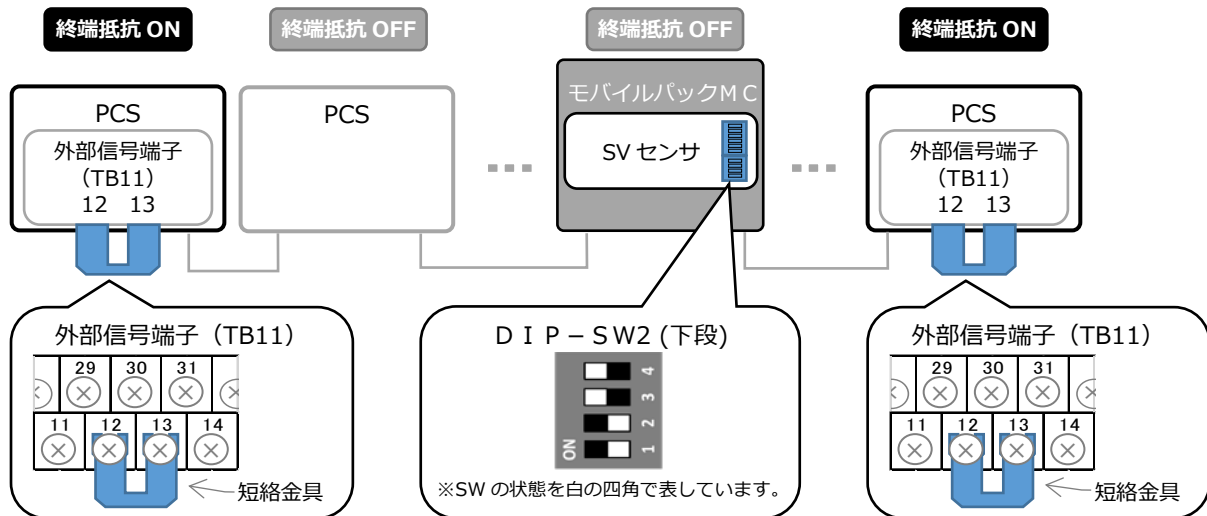 終端抵抗 ON
終端抵抗 OFF
終端抵抗 OFF
終端抵抗 ON
PCS
外部信号端子
（TB11）
12 13
PCS
モバイルパックＭＣ
SV センサ
PCS
外部信号端子
（TB11）
12 13
外部信号端子（TB11）
29 30 31
11 12 13 14
短絡金具
ＤＩＰ－ＳＷ2 (下段)
4
3
2
ON 1
※SW の状態を白の四角で表しています。
外部信号端子（TB11）
29 30 31
11 12 13 14
短絡金具